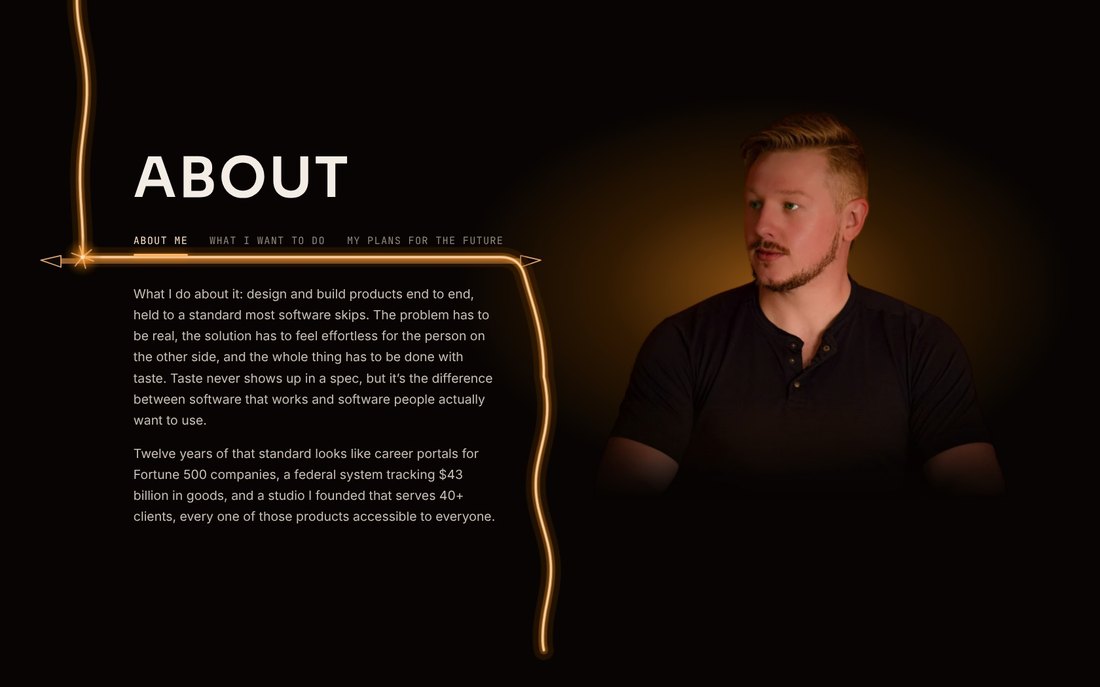 ABOUT
ABOUT ME WHAT I WANT TO DO MY PLANS FOR THE FUTURE
What I do about it: design and build products end to end,
held to a standard most software skips. The problem has to
be real, the solution has to feel effortless for the person on
the other side, and the whole thing has to be done with
taste. Taste never shows up in a spec, but it’s the difference
between software that works and software people actually
want to use.
Twelve years of that standard looks like career portals for
Fortune 500 companies, a federal system tracking $43
billion in goods, and a studio I founded that serves 40+
clients, every one of those products accessible to everyone.